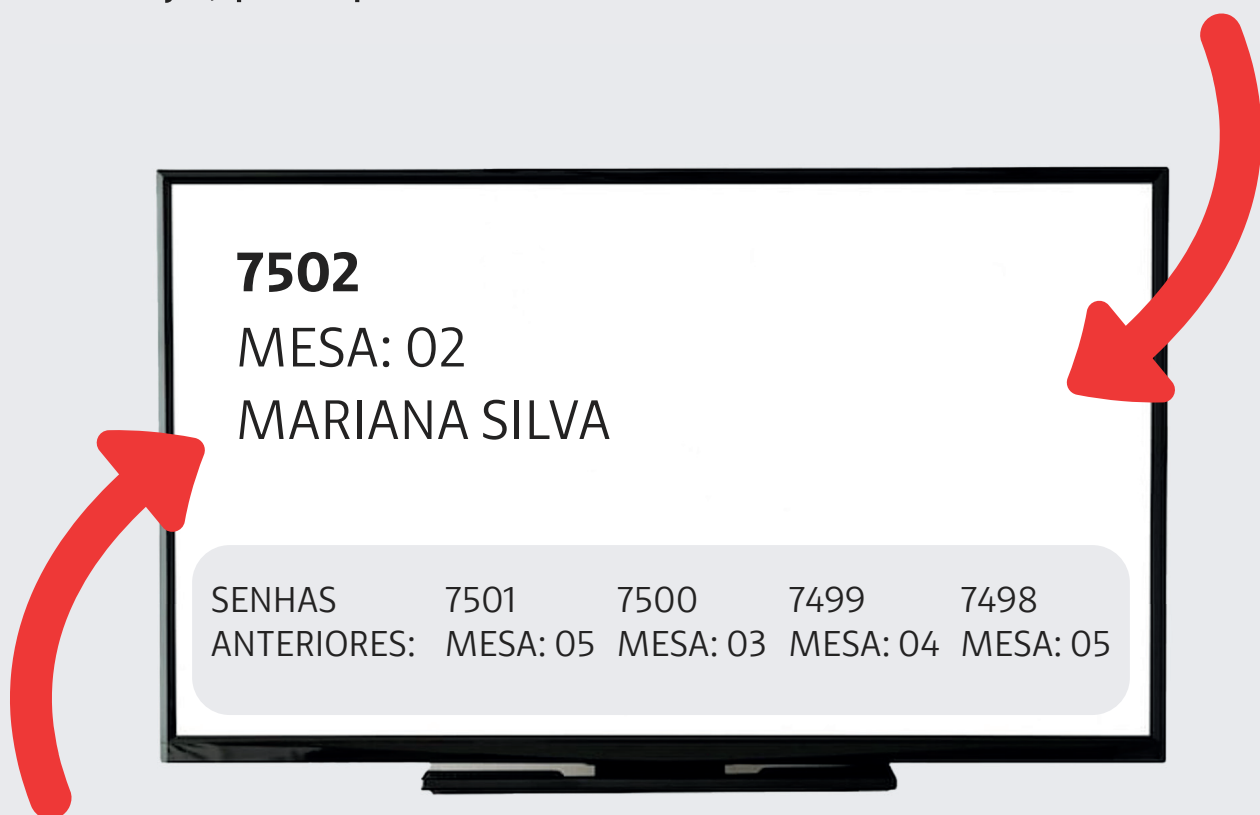 7502
MESA: 02
MARIANA SILVA
SENHAS 7501 7500 7499 7498
ANTERIORES: MESA: 05 MESA: 03 MESA: 04 MESA: 05